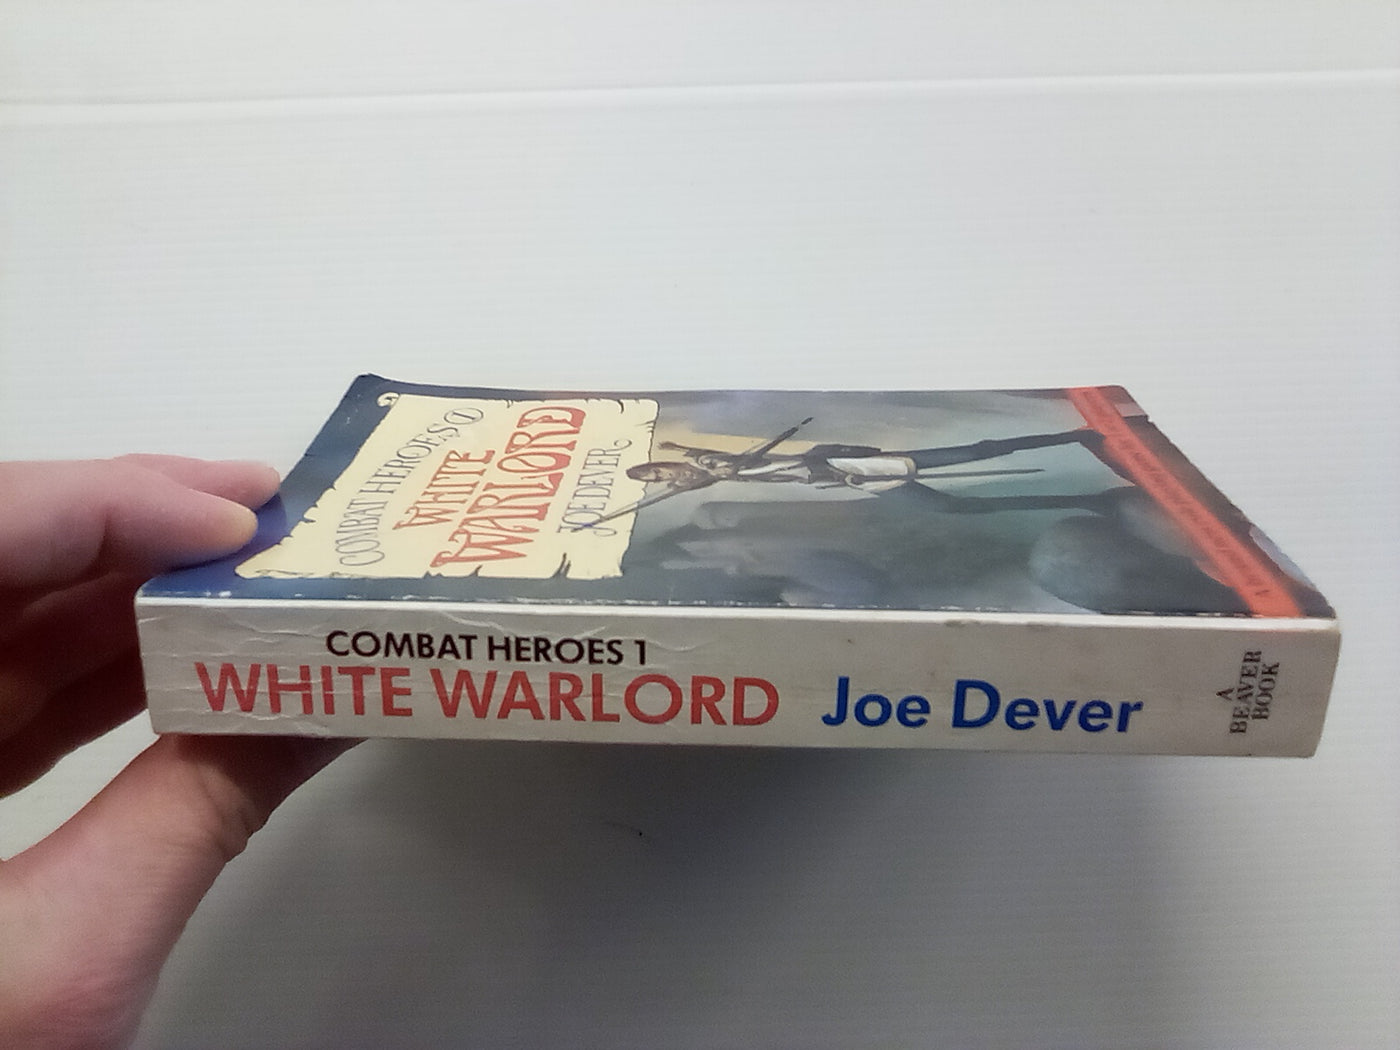 COMBAT HEROES 1
WHITE
WARLORD
JOE DEVER
COMBAT HEROES 1
WHITE WARLORD
Joe Dever
A
BEAVER
BOOK